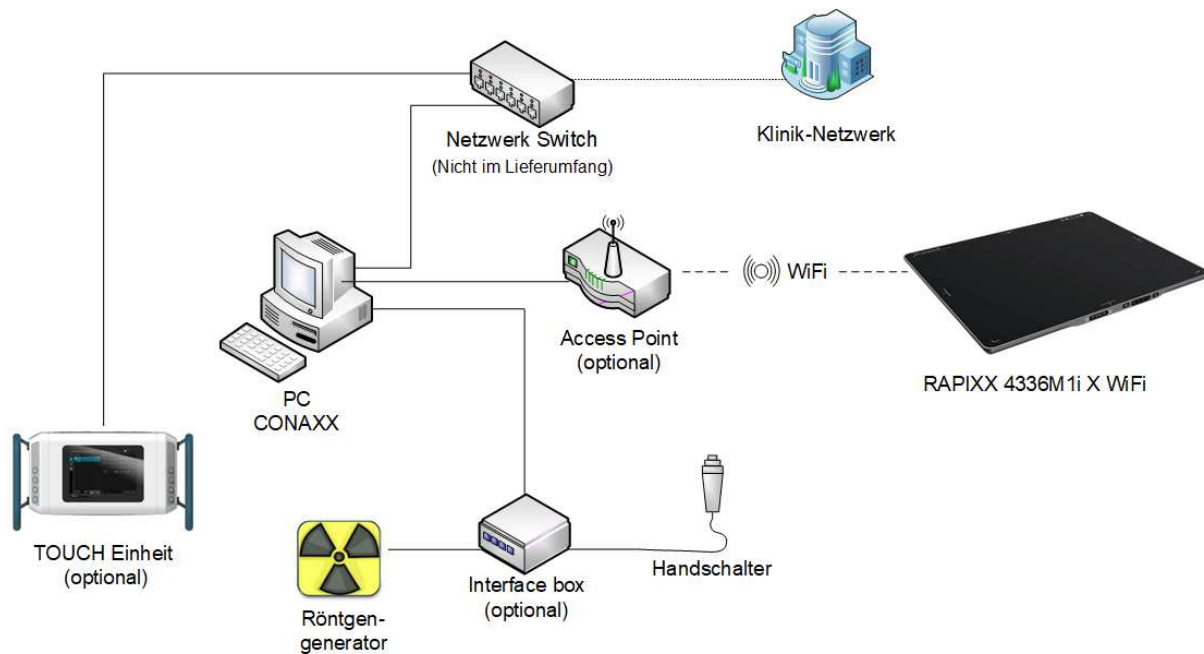 Netzwerk Switch
(Nicht im Lieferumfang)
Klinik-Netzwerk
WiFi
Access Point
(optional)
RAPIXX 4336M1i X WiFi
PC
CONAXX
TOUCH Einheit
(optional)
Röntgen-
generator
Interface box
(optional)
Handschalter